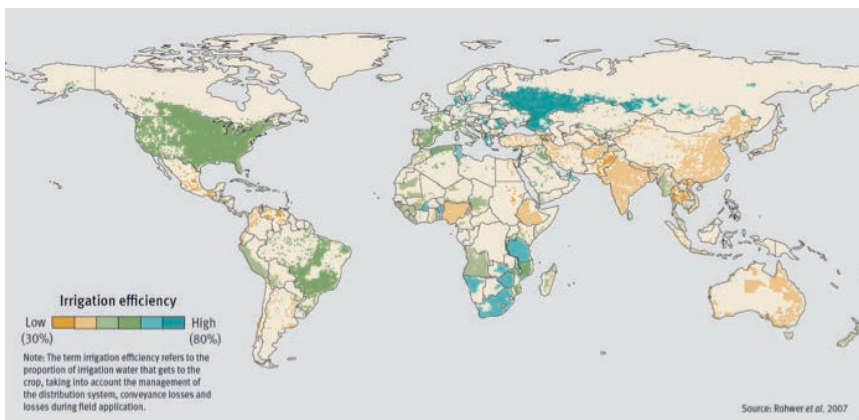 Irrigation efficiency
Low High
(30%) (80%)
Note: The term irrigation efficiency refers to the
proportion of irrigation water that gets to the
crop, taking into account the management of
the distribution system, conveyance losses and
losses during field application.
Source: Rohwer et al. 2007